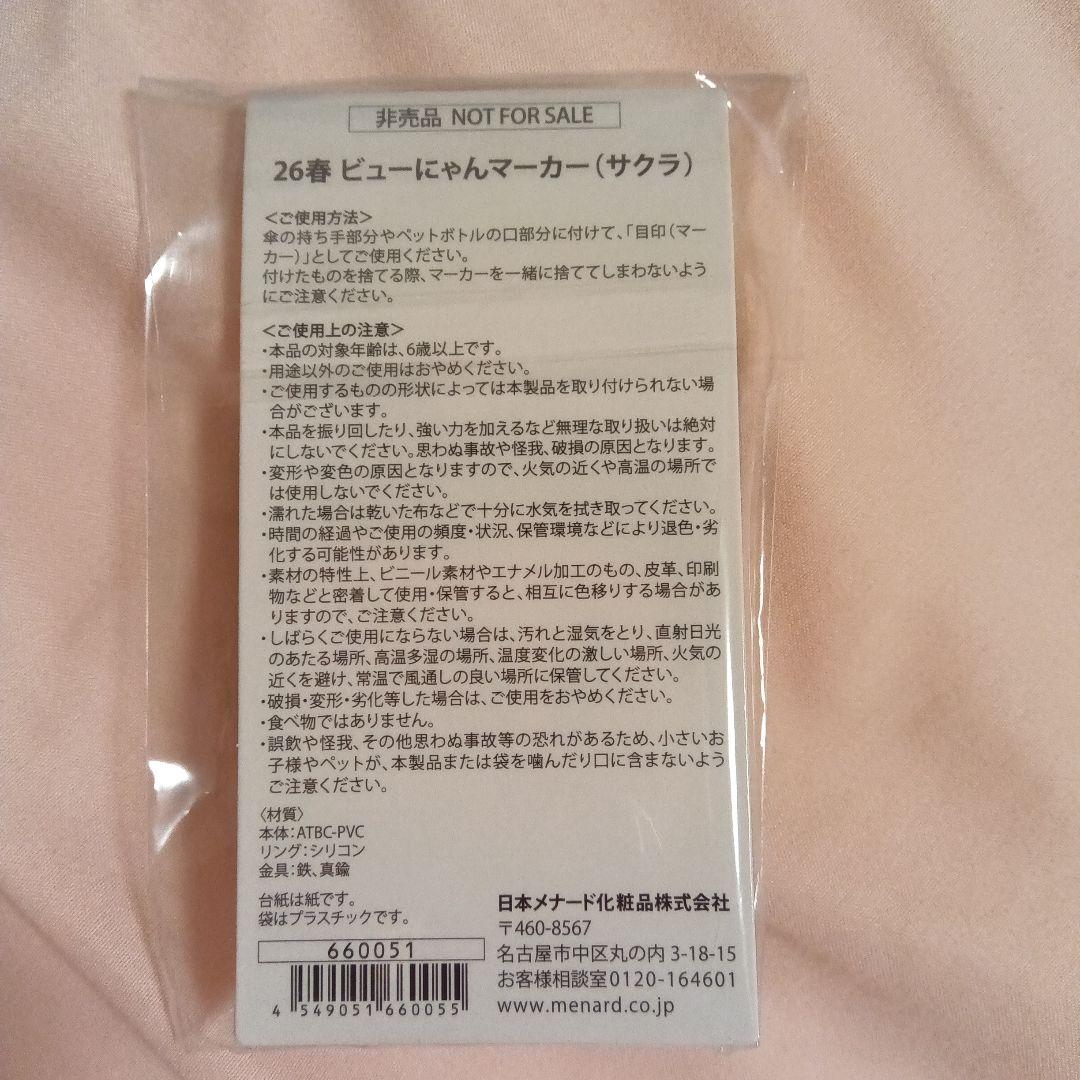 非売品 NOT FOR SALE
26春 ビューにゃんマーカー(サクラ)
＜ご使用方法＞
傘の持ち手部分やペットボトルの口部分に付けて、「目印(マー
カー)」としてご使用ください。
付けたものを捨てる際、マーカーを一緒に捨ててしまわないよう
にご注意ください。
＜ご使用上の注意＞
・本品の対象年齢は、6歳以上です。
・用途以外のご使用はおやめください。
・ご使用するものの形状によっては本製品を取り付けられない場
合がございます。
・本品を振り回したり、強い力を加えるなど無理な取り扱いは絶対
にしないでください。思わぬ事故や怪我、破損の原因となります。
・変形や変色の原因となりますので、火気の近くや高温の場所で
は使用しないでください。
・濡れた場合は乾いた布などで十分に水気を拭き取ってください。
・時間の経過やご使用の頻度・状況、保管環境などにより退色・劣
化する可能性があります。
・素材の特性上、ビニール素材やエナメル加工のもの、皮革、印刷
物などと密着して使用・保管すると、相互に色移りする場合があ
りますので、ご注意ください。
・しばらくご使用にならない場合は、汚れと湿気をとり、直射日光
のあたる場所、高温多湿の場所、温度変化の激しい場所、火気の
近くを避け、常温で風通しの良い場所に保管してください。
・破損・変形・劣化等した場合は、ご使用をおやめください。
・食べ物ではありません。
・誤飲や怪我、その他思わぬ事故等の恐れがあるため、小さいお
子様やペットが、本製品または袋を噛んだり口に含まないよう
ご注意ください。
〈材質〉
本体：ATBC-PVC
リング：シリコン
金具：鉄、真鍮
台紙は紙です。
袋はプラスチックです。
660051
4 549051 660055
日本メナード化粧品株式会社
〒460-8567
名古屋市中区丸の内 3-18-15
お客様相談室0120-164601
www.menard.co.jp